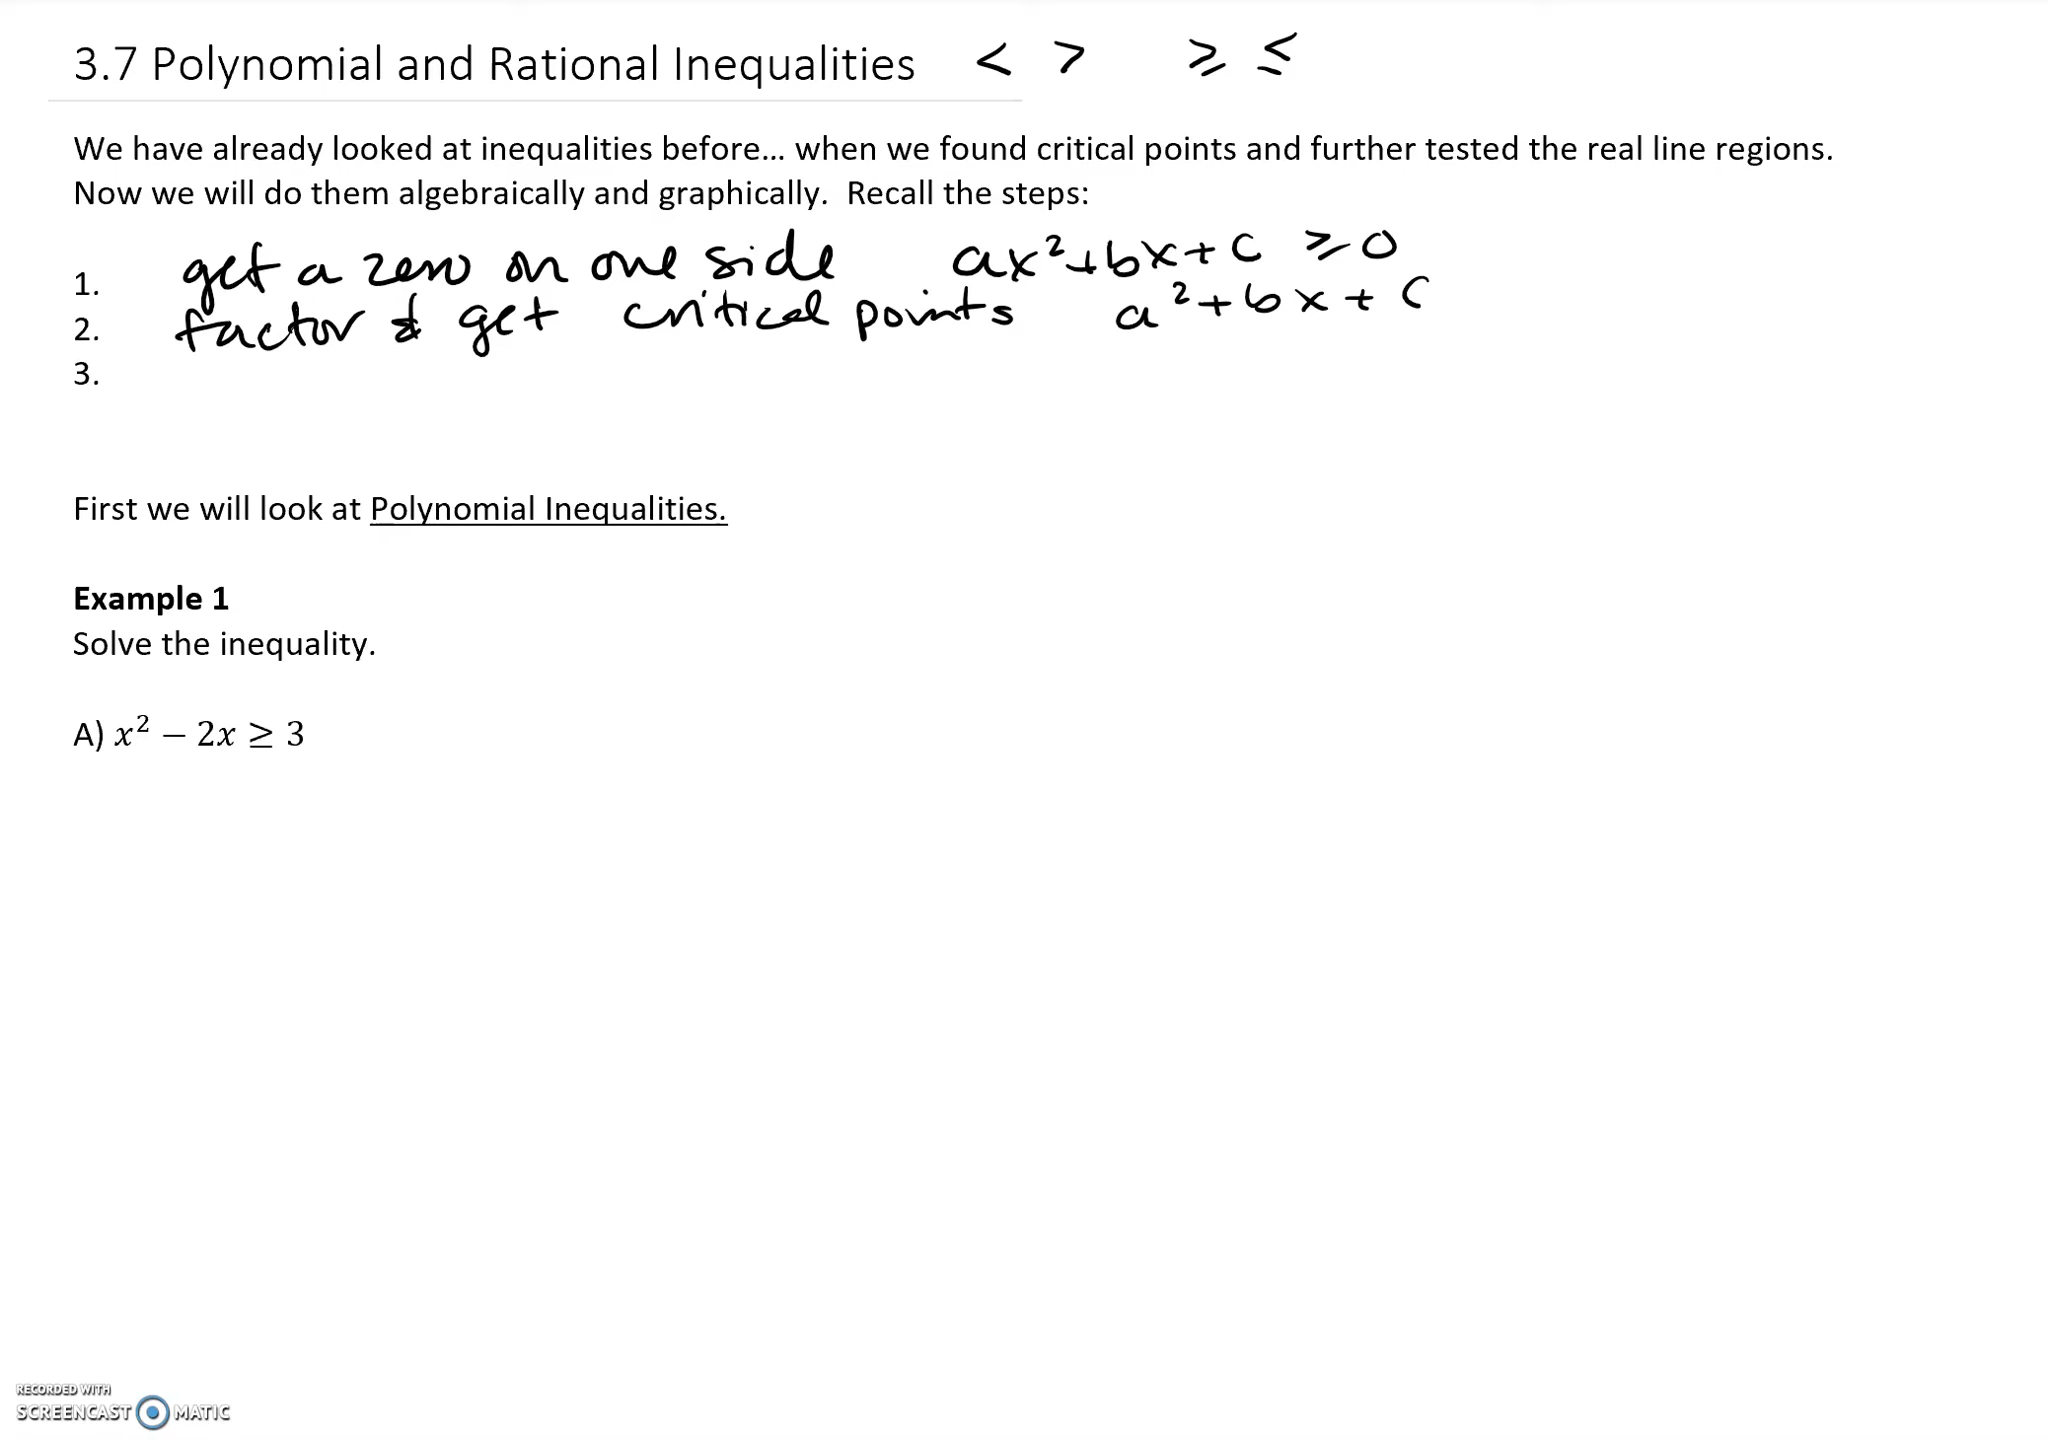 3.7 Polynomial and Rational Inequalities < > ≥ ≤
We have already looked at inequalities before... when we found critical points and further tested the real line regions.
Now we will do them algebraically and graphically. Recall the steps:
1. get a zero on one side ax²+bx+c ≥0
2. factor & get critical points a²+bx+c
3.
First we will look at Polynomial Inequalities.
Example 1
Solve the inequality.
A) x² − 2x ≥ 3
RECORDED WITH
SCREENCAST MATIC